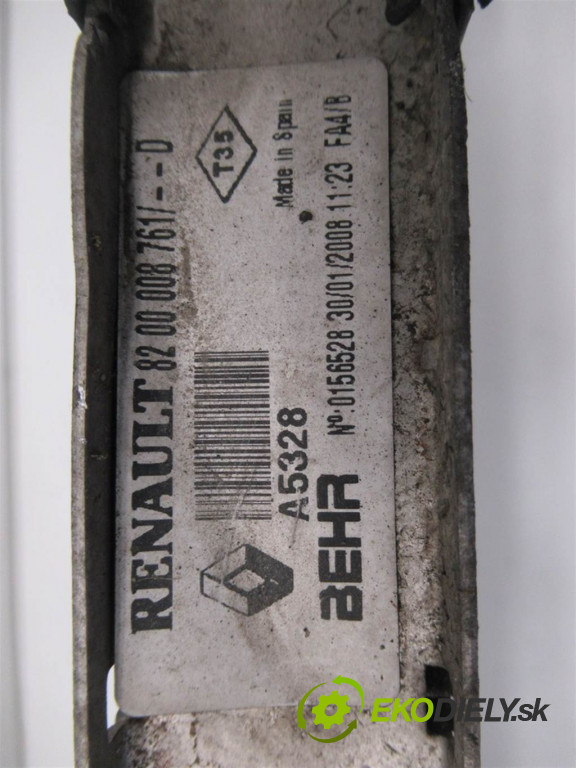 RENAULT 82 00 008 761/--D
T35
A5328
Made in Spain
BEHR
Nº:0156528 30/01/2008 11:23 FA4/B
EKODIELY.sk